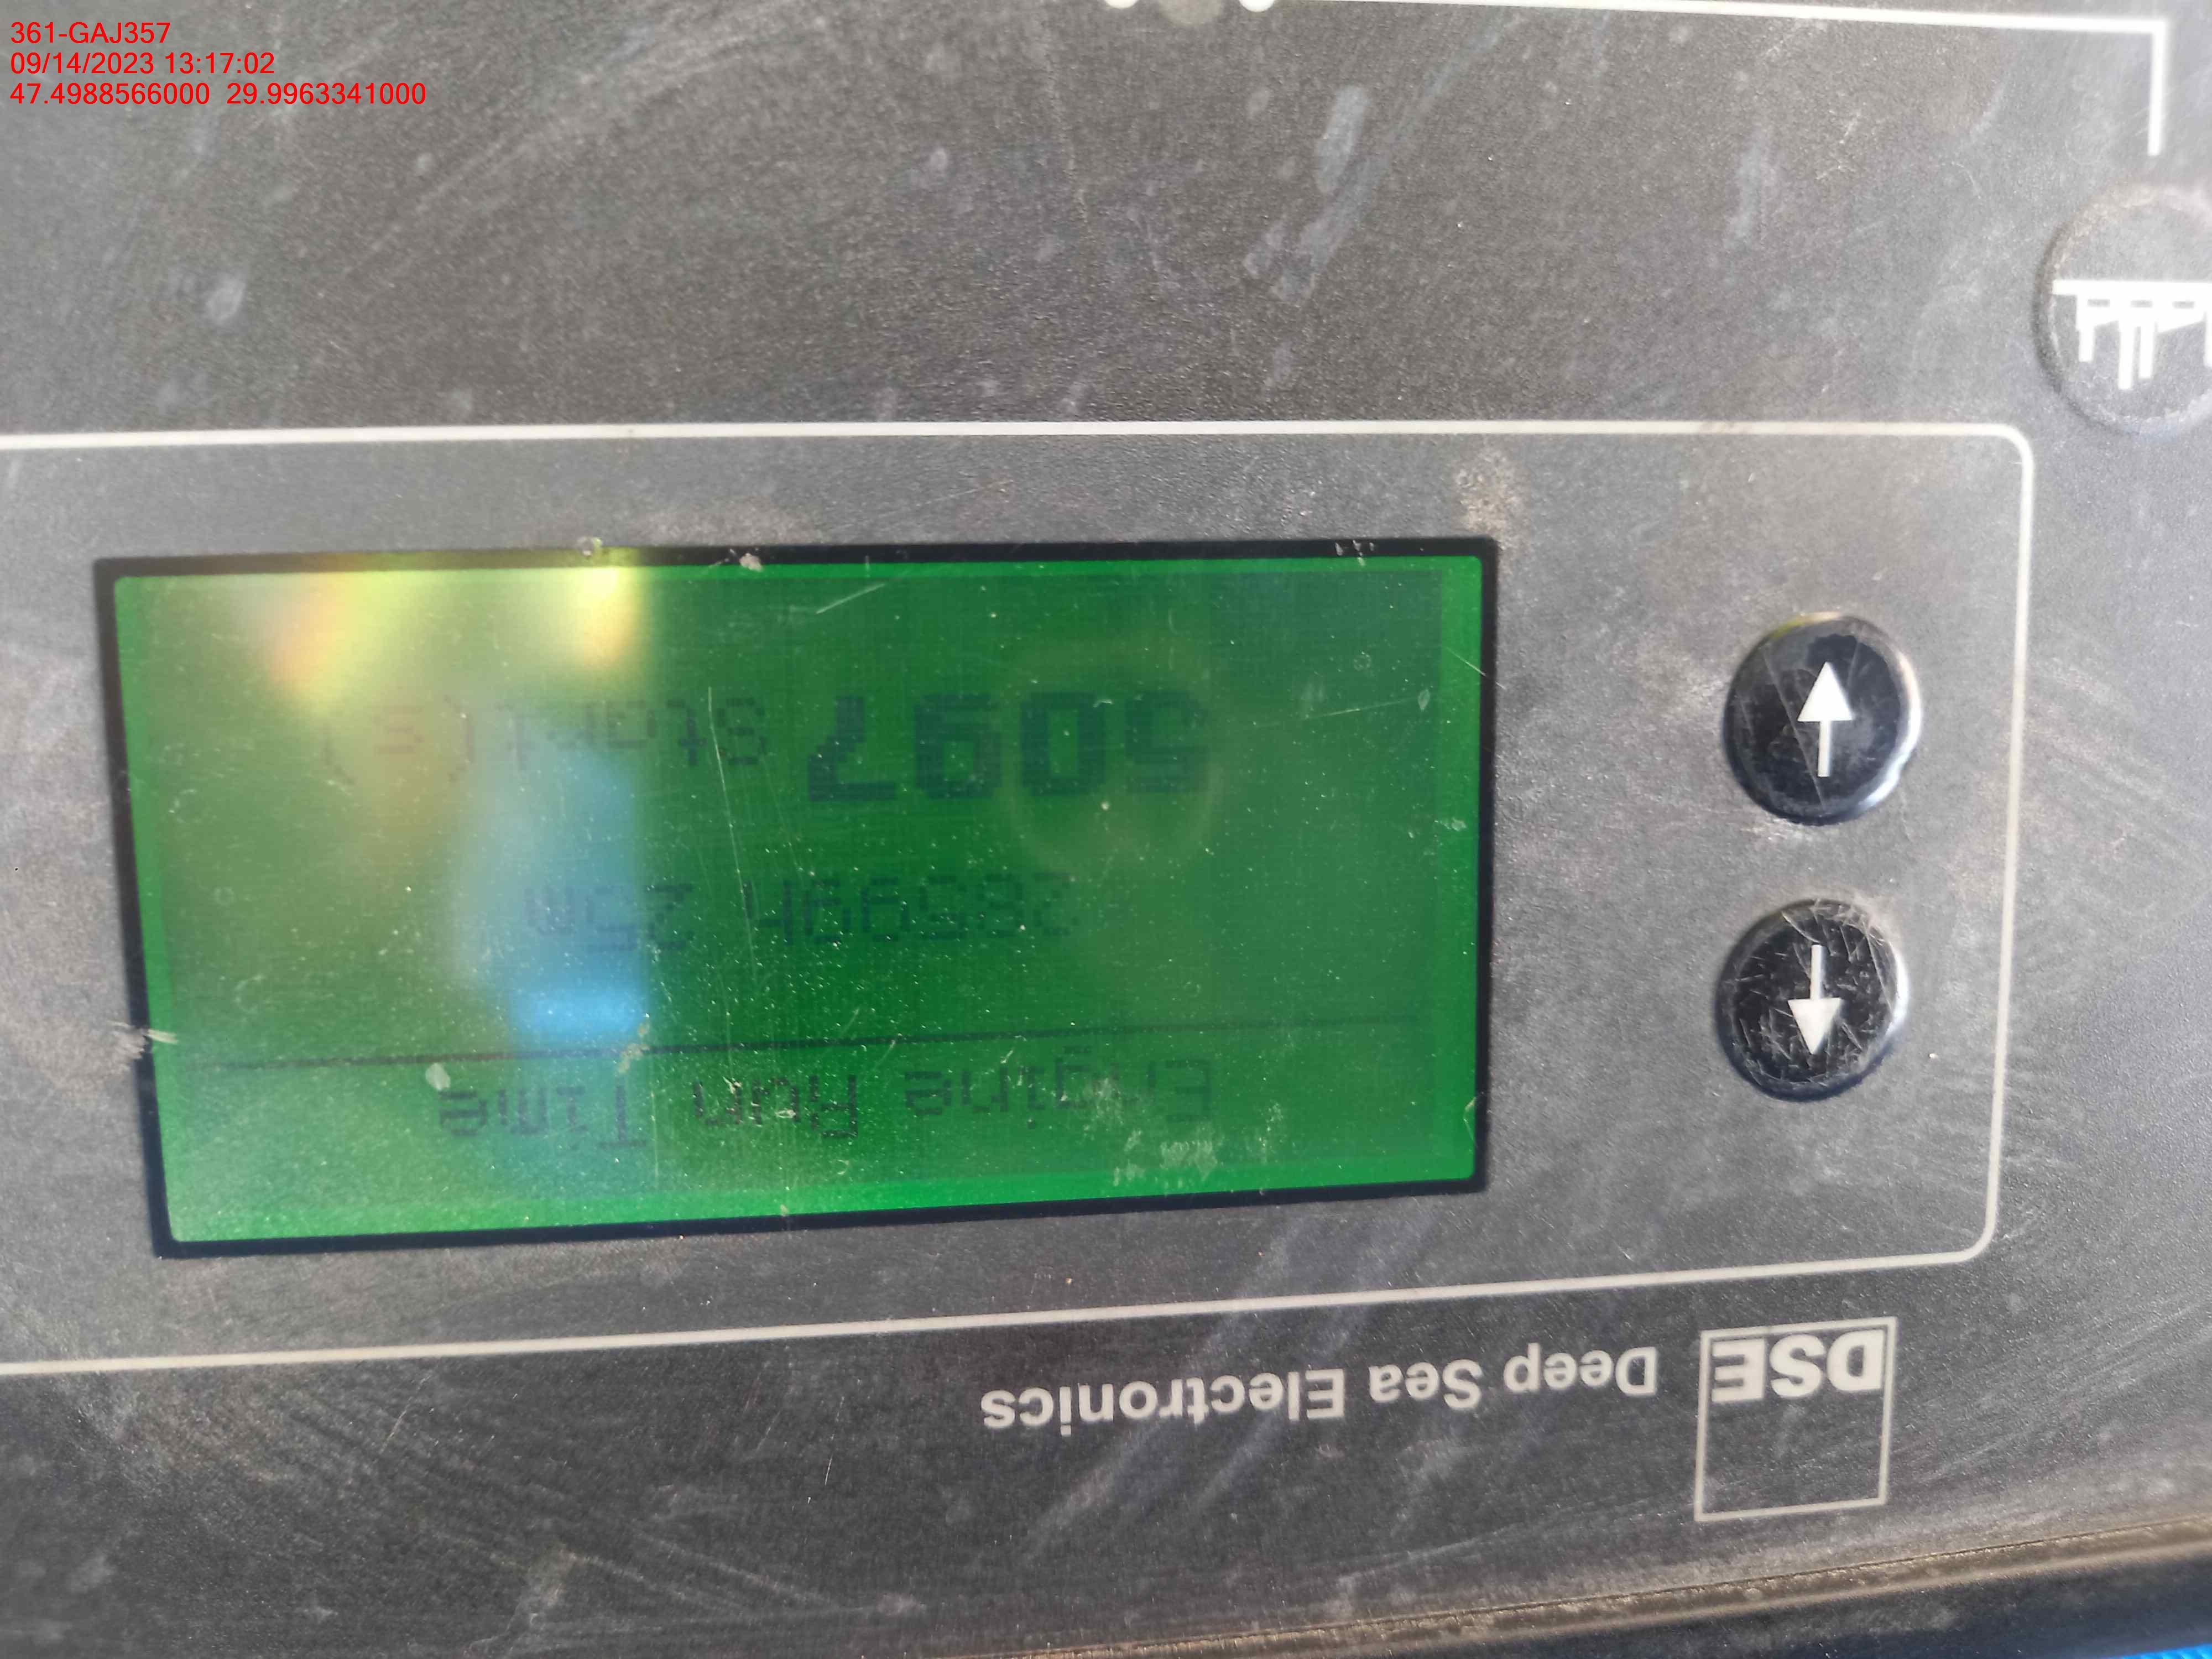 361-GAJ357
09/14/2023 13:17:02
47.4988566000 29.9963341000
DSE Deep Sea Electronics
Engine Run Time
28599h 25m
5097 Start(s)